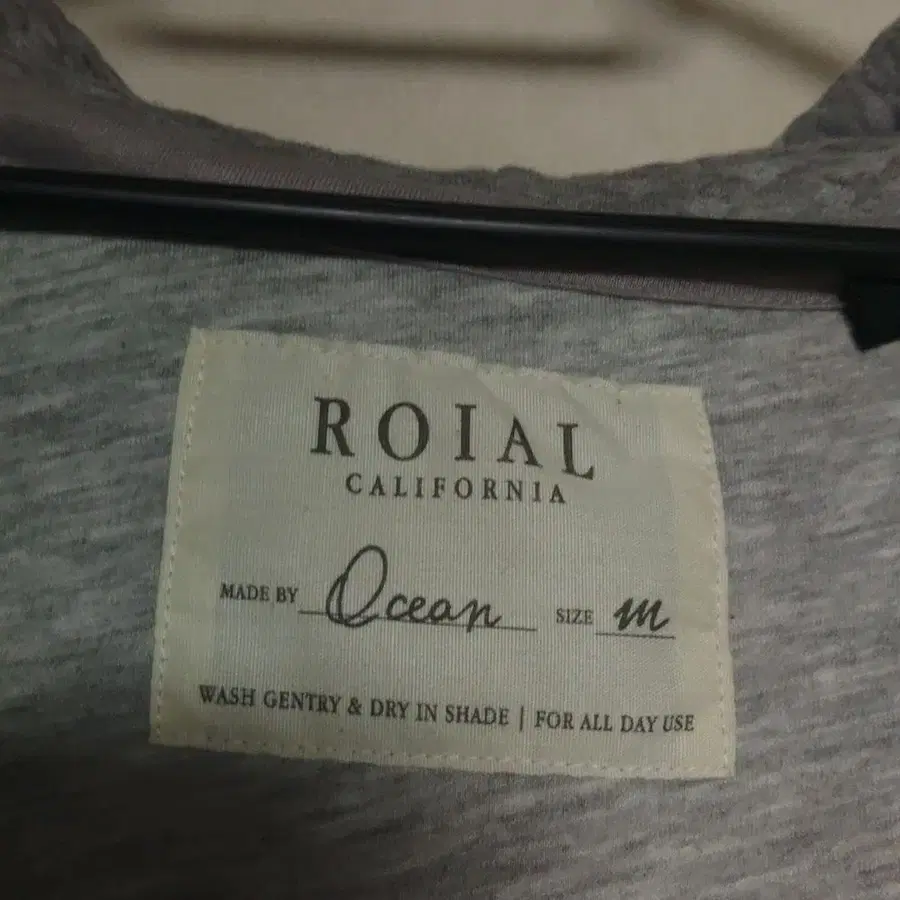 ROIAL
CALIFORNIA
MADE BY Ocean SIZE M
WASH GENTRY & DRY IN SHADE | FOR ALL DAY USE